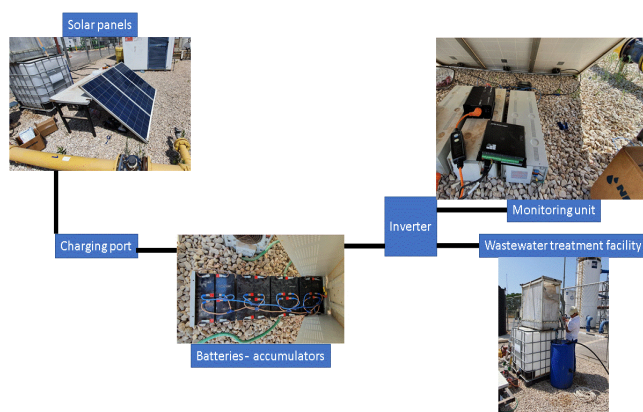 Solar panels
Monitoring unit
Inverter
Charging port
Wastewater treatment facility
Batteries- accumulators